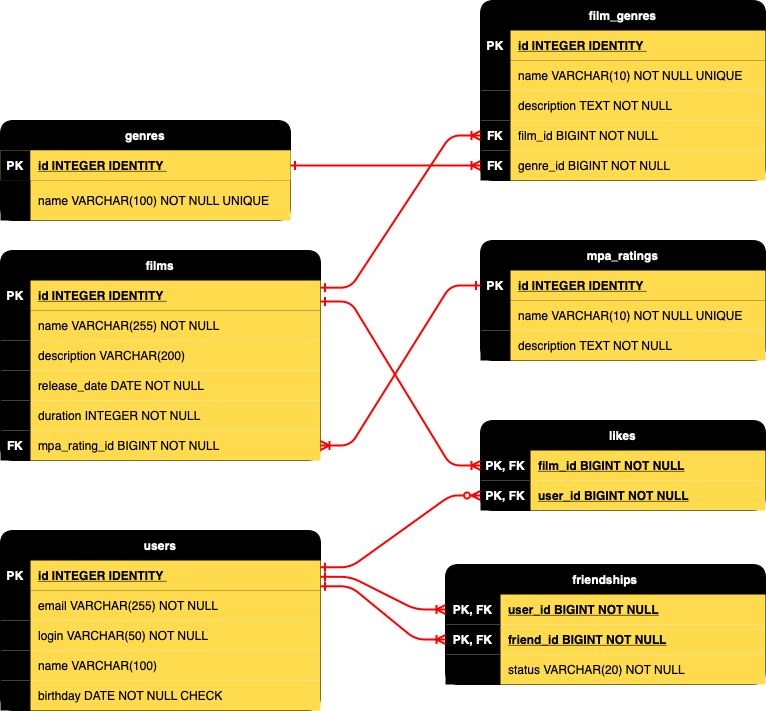 film_genres
PK id INTEGER IDENTITY
name VARCHAR(10) NOT NULL UNIQUE
description TEXT NOT NULL
FK film_id BIGINT NOT NULL
FK genre_id BIGINT NOT NULL
genres
PK id INTEGER IDENTITY
name VARCHAR(100) NOT NULL UNIQUE
films
PK id INTEGER IDENTITY
name VARCHAR(255) NOT NULL
description VARCHAR(200)
release_date DATE NOT NULL
duration INTEGER NOT NULL
FK mpa_rating_id BIGINT NOT NULL
mpa_ratings
PK id INTEGER IDENTITY
name VARCHAR(10) NOT NULL UNIQUE
description TEXT NOT NULL
likes
PK, FK film_id BIGINT NOT NULL
PK, FK user_id BIGINT NOT NULL
users
PK id INTEGER IDENTITY
email VARCHAR(255) NOT NULL
login VARCHAR(50) NOT NULL
name VARCHAR(100)
birthday DATE NOT NULL CHECK
friendships
PK, FK user_id BIGINT NOT NULL
PK, FK friend_id BIGINT NOT NULL
status VARCHAR(20) NOT NULL